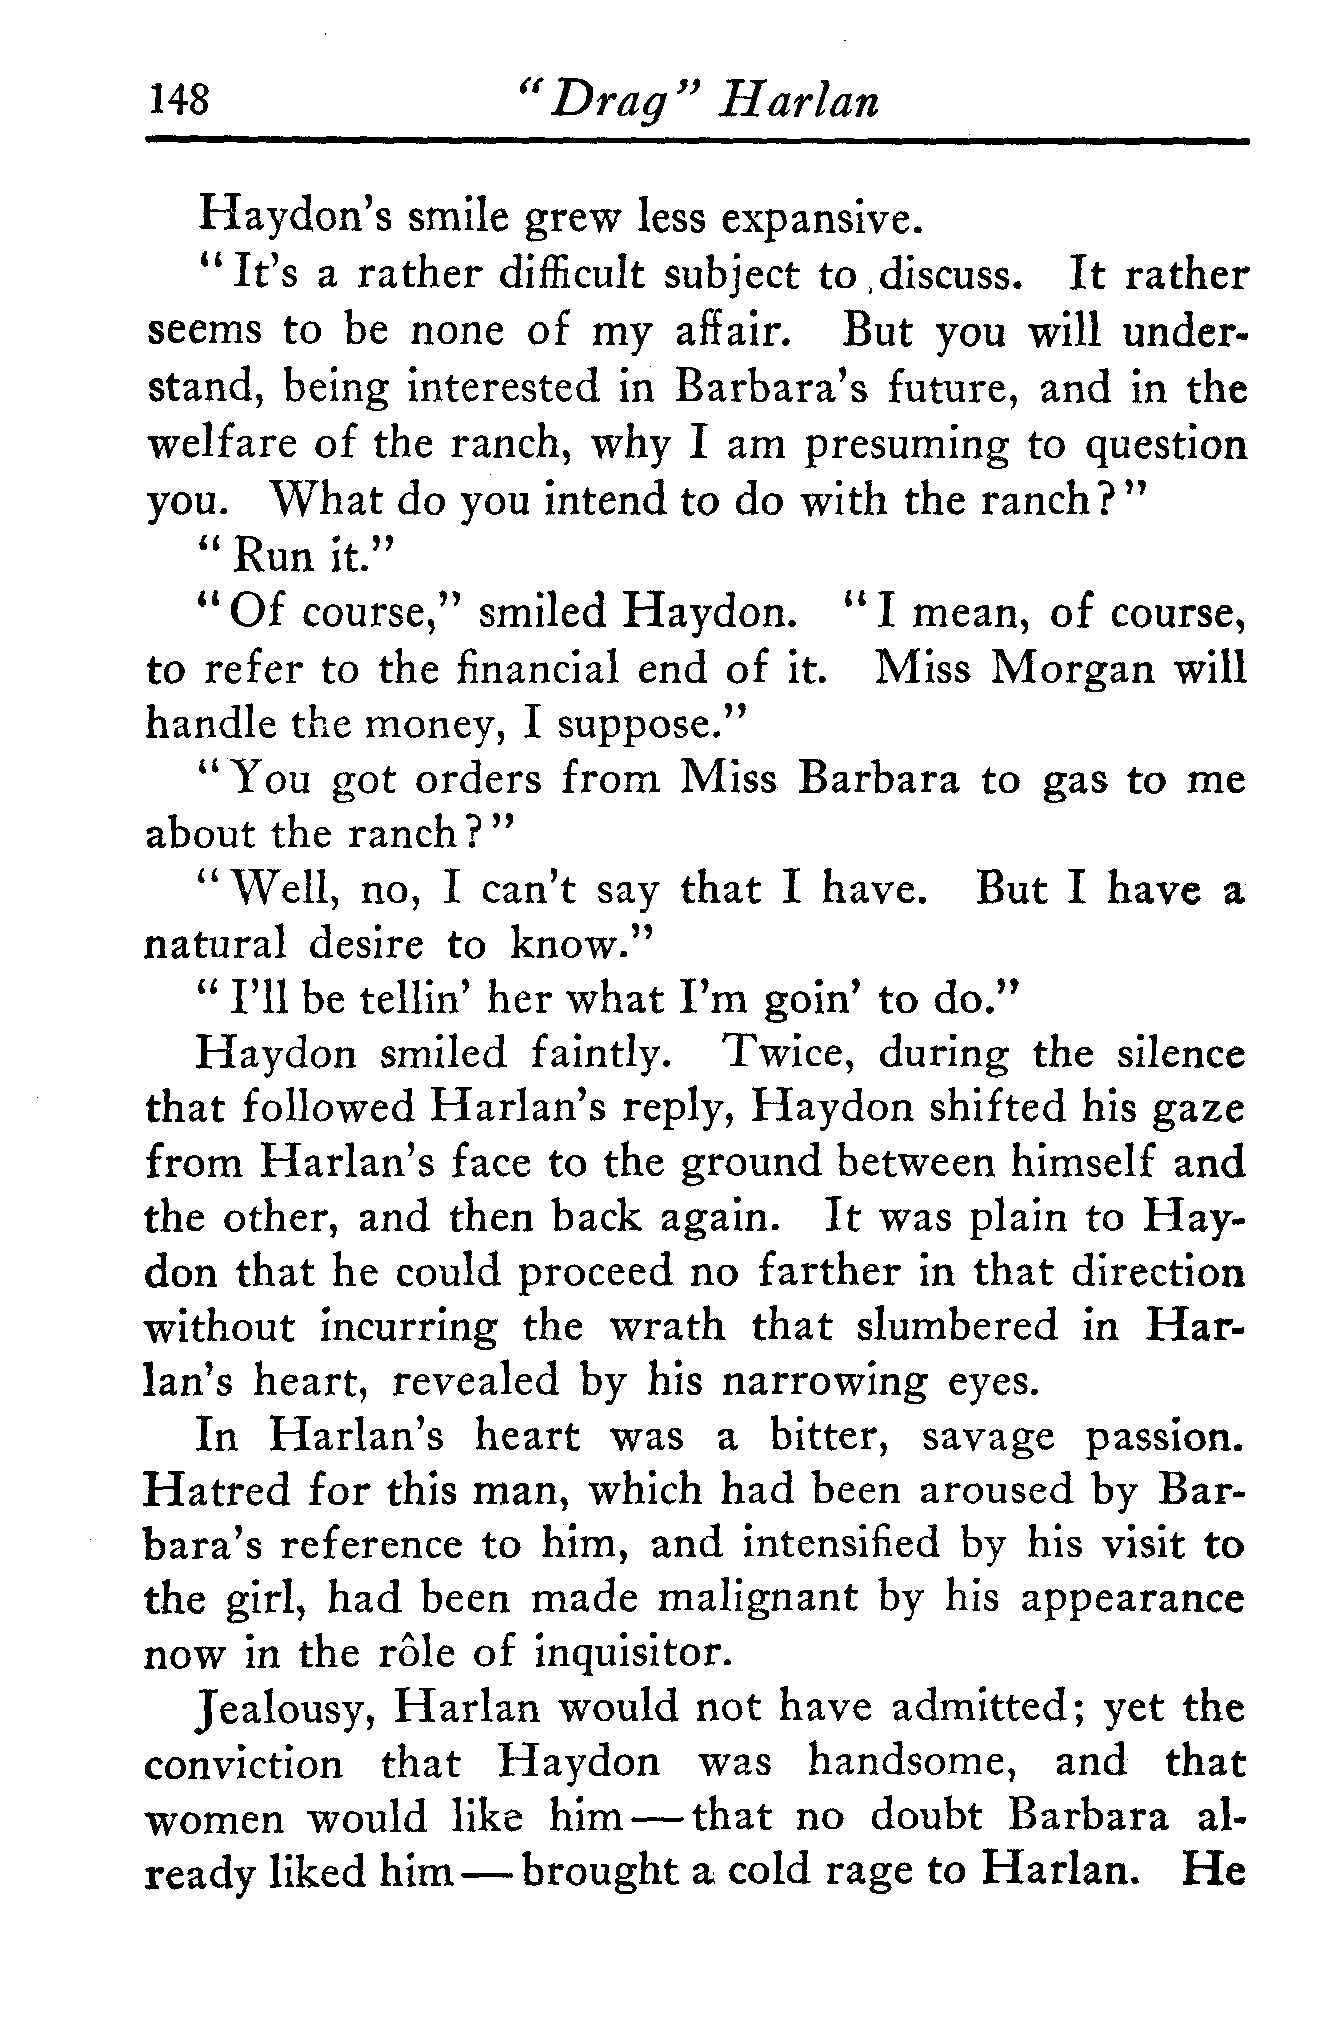 148 "Drag" Harlan
Haydon's smile grew less expansive.
"It's a rather difficult subject to discuss. It rather
seems to be none of my affair. But you will under-
stand, being interested in Barbara's future, and in the
welfare of the ranch, why I am presuming to question
you. What do you intend to do with the ranch?"
"Run it."
"Of course," smiled Haydon. "I mean, of course,
to refer to the financial end of it. Miss Morgan will
handle the money, I suppose."
"You got orders from Miss Barbara to gas to me
about the ranch?"
"Well, no, I can't say that I have. But I have a
natural desire to know."
"I'll be tellin' her what I'm goin' to do."
Haydon smiled faintly. Twice, during the silence
that followed Harlan's reply, Haydon shifted his gaze
from Harlan's face to the ground between himself and
the other, and then back again. It was plain to Hay-
don that he could proceed no farther in that direction
without incurring the wrath that slumbered in Har-
lan's heart, revealed by his narrowing eyes.
In Harlan's heart was a bitter, savage passion.
Hatred for this man, which had been aroused by Bar-
bara's reference to him, and intensified by his visit to
the girl, had been made malignant by his appearance
now in the rôle of inquisitor.
Jealousy, Harlan would not have admitted; yet the
conviction that Haydon was handsome, and that
women would like him—that no doubt Barbara al-
ready liked him—brought a cold rage to Harlan. He